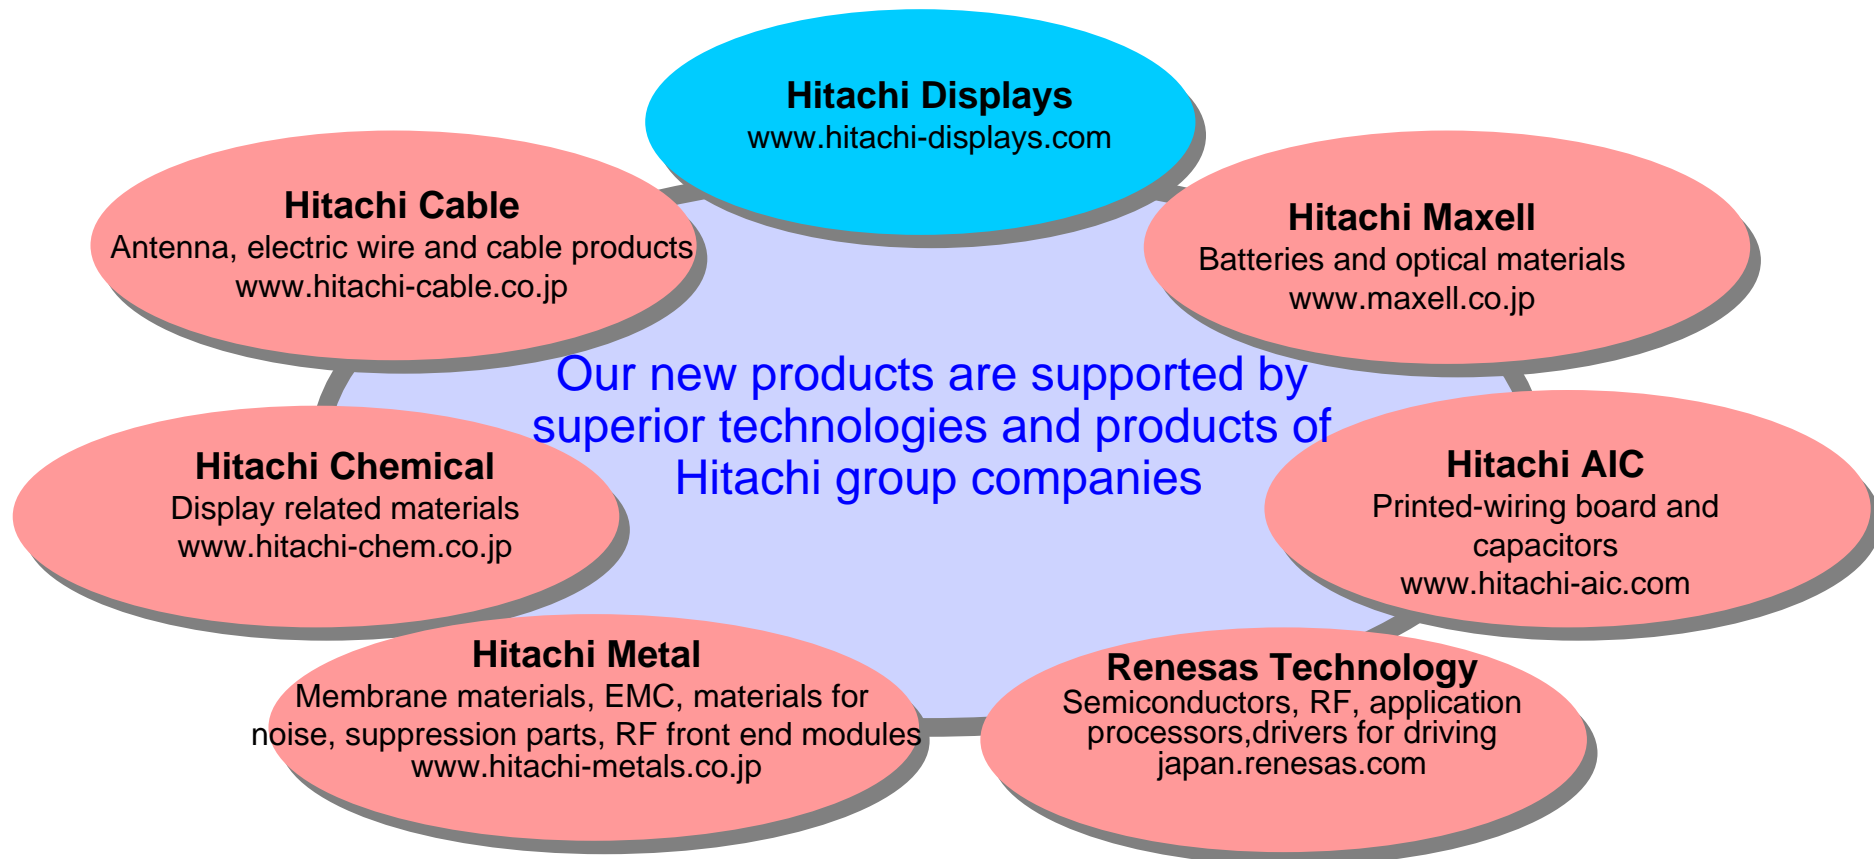 Hitachi Displays
www.hitachi-displays.com
Hitachi Cable
Antenna, electric wire and cable products
www.hitachi-cable.co.jp
Hitachi Maxell
Batteries and optical materials
www.maxell.co.jp
Our new products are supported by
superior technologies and products of
Hitachi group companies
Hitachi Chemical
Display related materials
www.hitachi-chem.co.jp
Hitachi AIC
Printed-wiring board and
capacitors
www.hitachi-aic.com
Hitachi Metal
Membrane materials, EMC, materials for
noise, suppression parts, RF front end modules
www.hitachi-metals.co.jp
Renesas Technology
Semiconductors, RF, application
processors,drivers for driving
japan.renesas.com